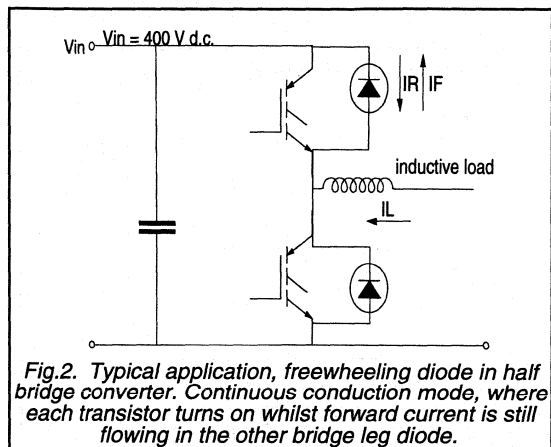 Vin Vin = 400 V d.c.
IR IF
inductive load
IL
Fig.2. Typical application, freewheeling diode in half
bridge converter. Continuous conduction mode, where
each transistor turns on whilst forward current is still
flowing in the other bridge leg diode.